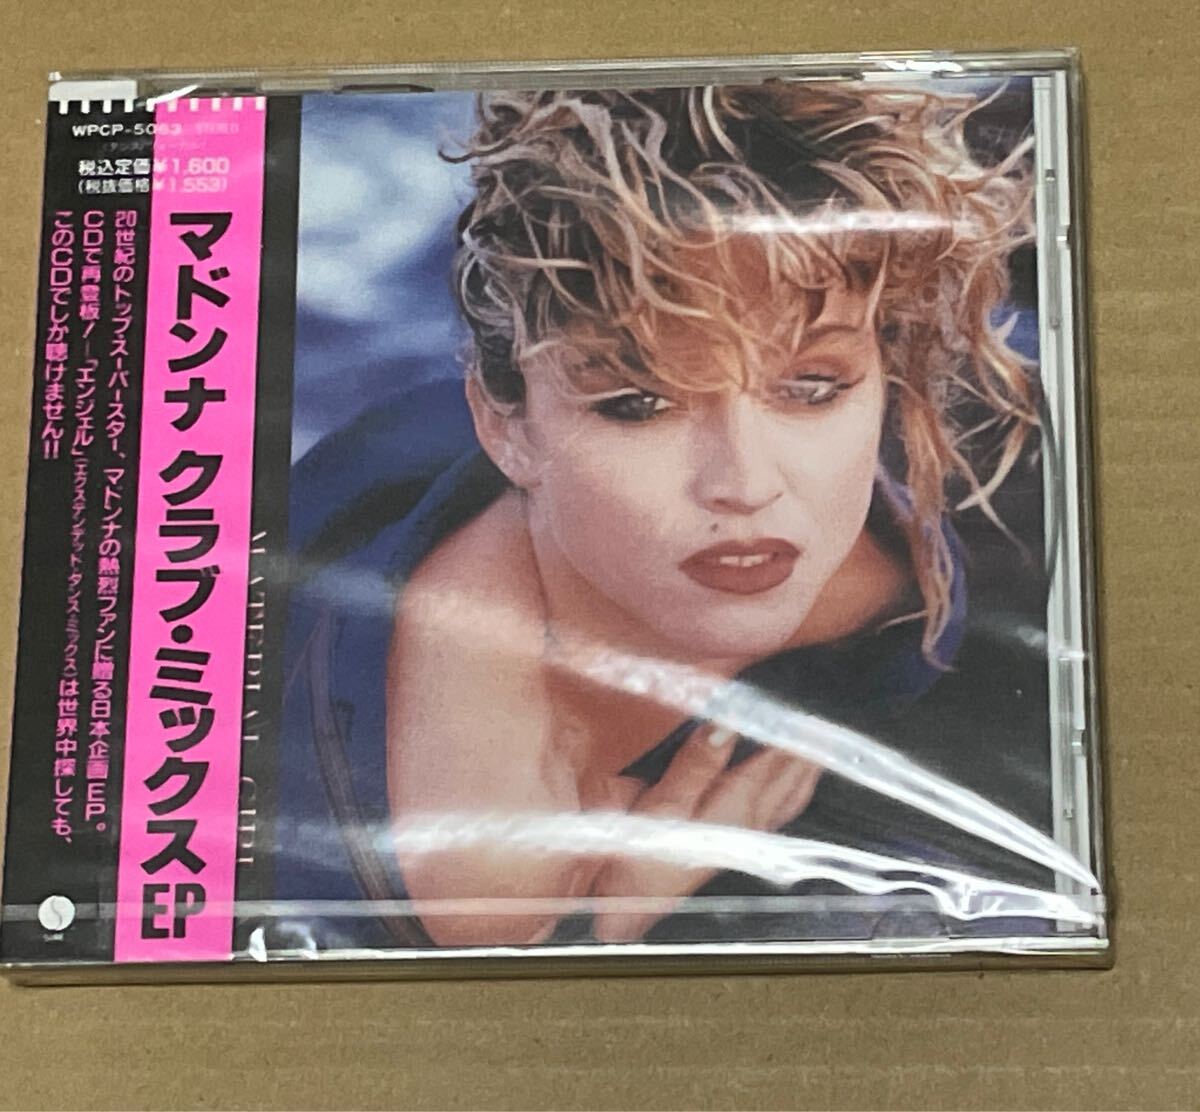 WPCP-5063 STEREO
税込定価¥1,600
(税抜価格¥1,553)
マドンナ クラブ・ミックスEP
20世紀のトップ・スーパースター、マドンナの熱烈ファンに贈る日本企画EP。
CDで再登板!—「エンジェル」(エクステンデッド・ダンス・ミックス)は世界中探しても、
このCDでしか聴けません!!
MATERIAL GIRL